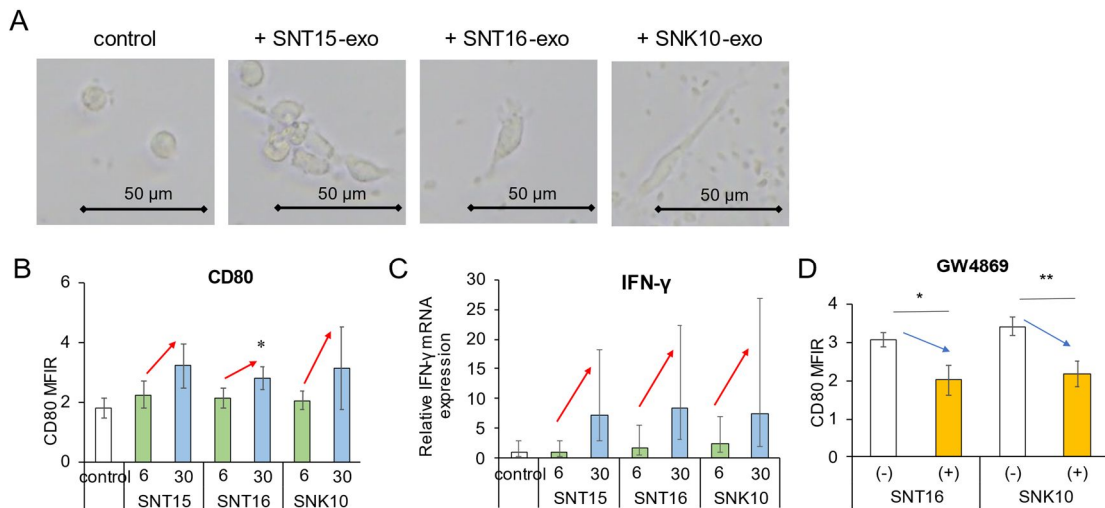 A
control
+ SNT15-exo
+ SNT16-exo
+ SNK10-exo
50 µm
50 µm
50 µm
50 µm
B
CD80
CD80 MFIR
6
4
2
0
*
control
6
30
6
30
6
30
SNT15
SNT16
SNK10
C
IFN-γ
Relative IFN-γ mRNA
expression
30
25
20
15
10
5
0
control
6
30
6
30
6
30
SNT15
SNT16
SNK10
D
GW4869
CD80 MFIR
4
3
2
1
0
*
**
(-)
(+)
(-)
(+)
SNT16
SNK10